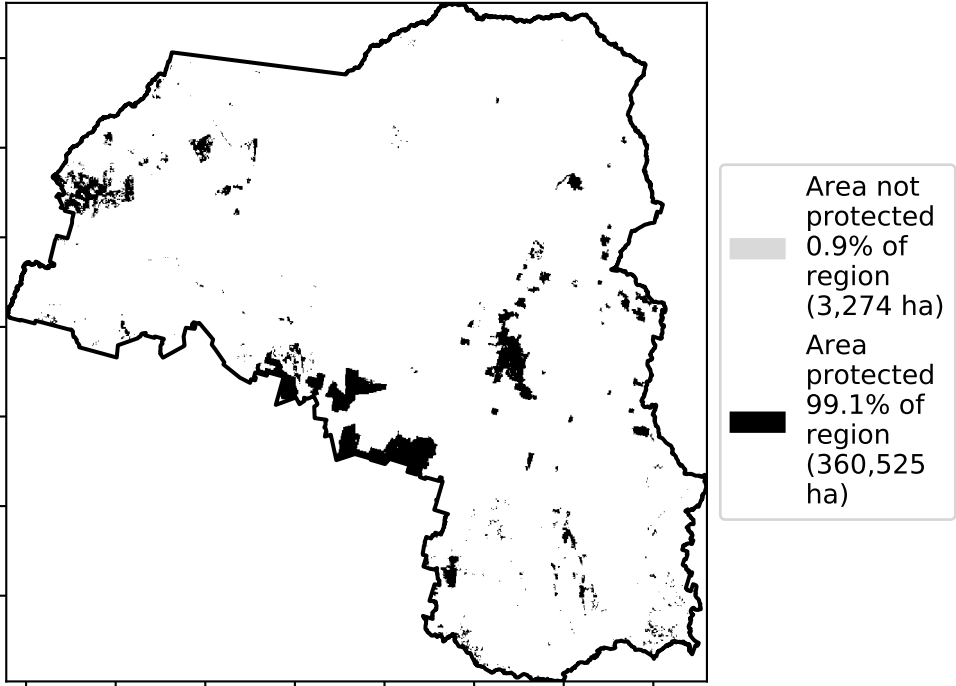 Area not
protected
0.9% of
region
(3,274 ha)
Area
protected
99.1% of
region
(360,525
ha)